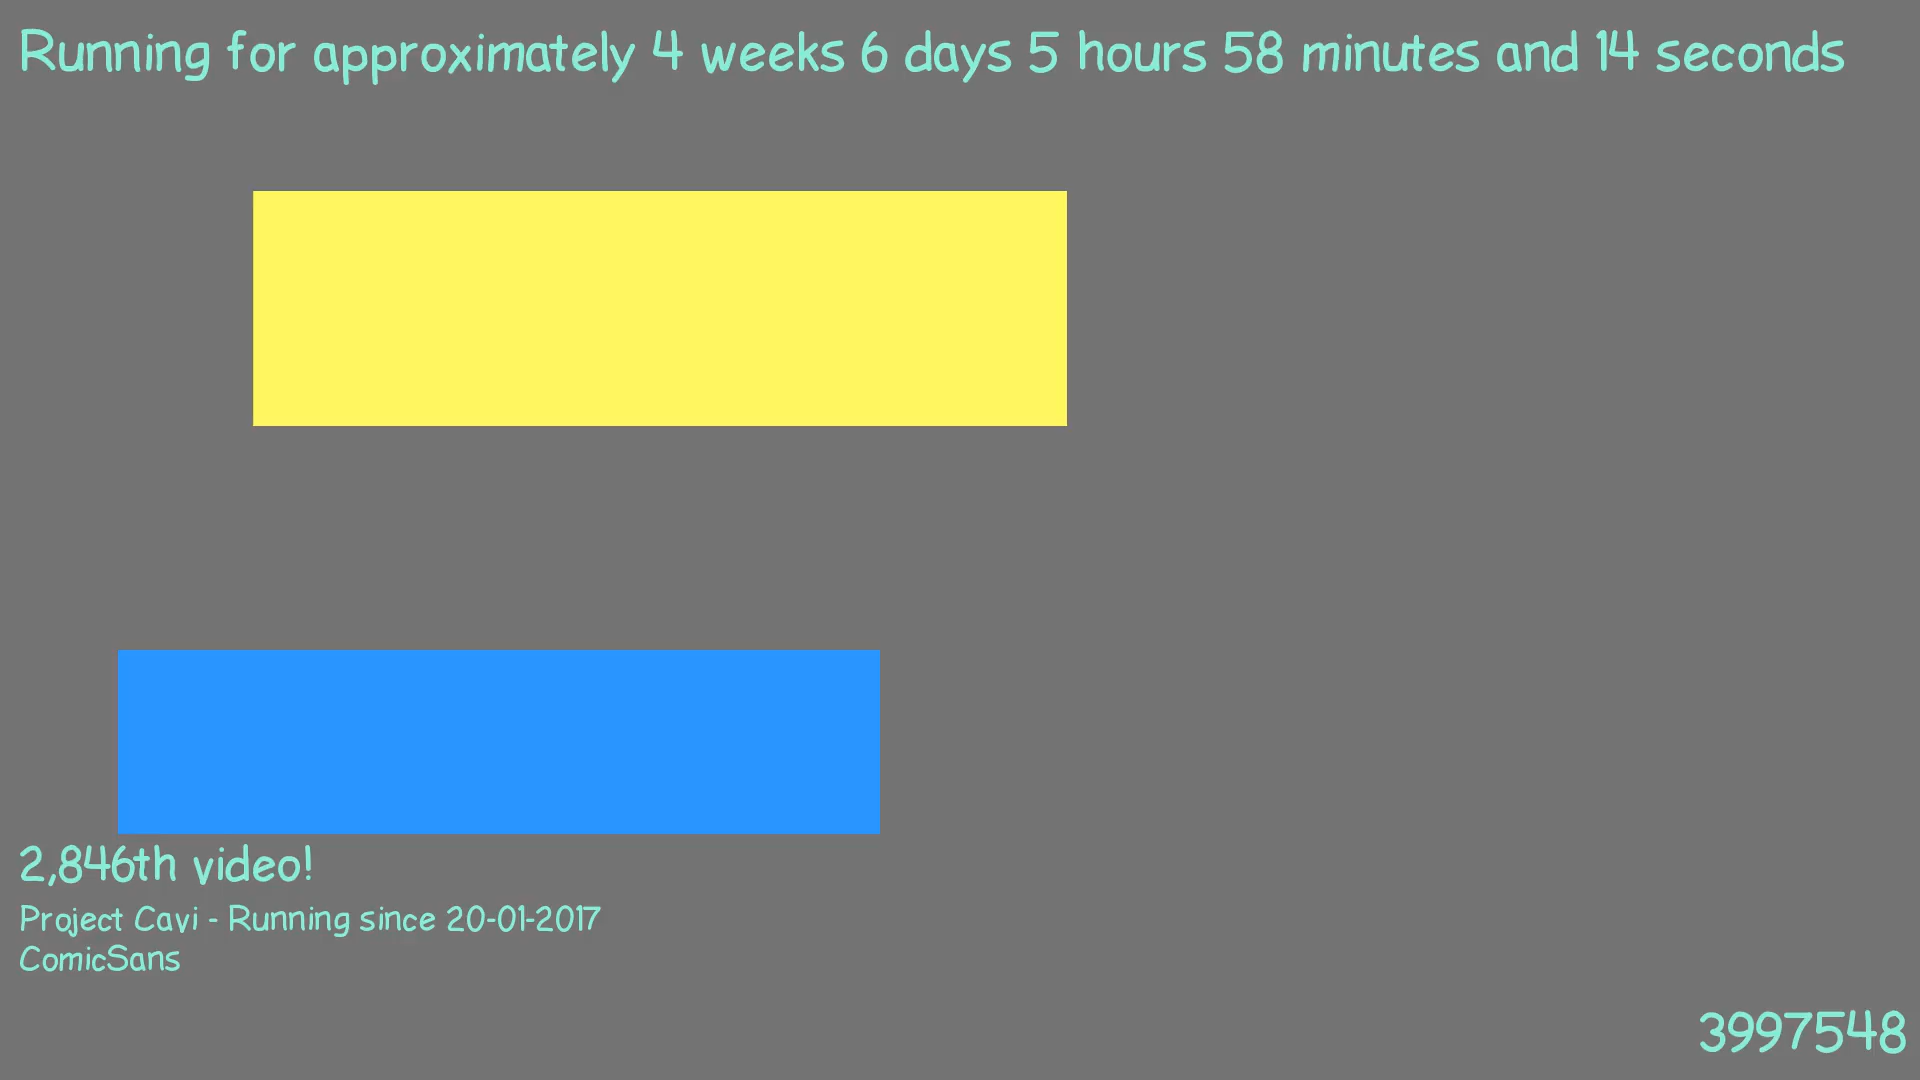 Running for approximately 4 weeks 6 days 5 hours 58 minutes and 14 seconds
2,846th video!
Project Cavi - Running since 20-01-2017
ComicSans
3997548